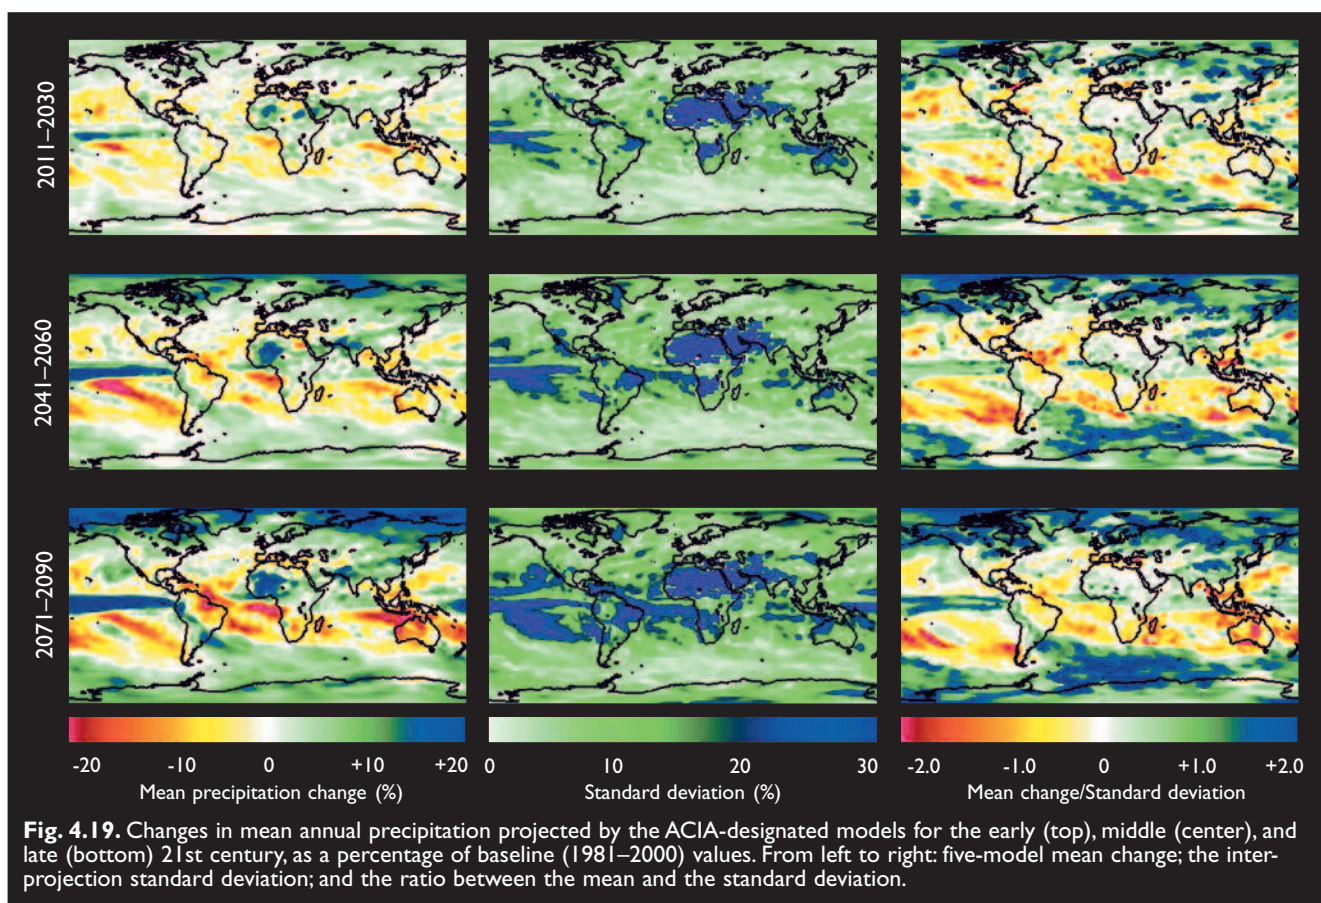 2011–2030
2041–2060
2071–2090
-20 -10 0 +10 +20
Mean precipitation change (%)
0 10 20 30
Standard deviation (%)
-2.0 -1.0 0 +1.0 +2.0
Mean change/Standard deviation
Fig. 4.19. Changes in mean annual precipitation projected by the ACIA-designated models for the early (top), middle (center), and
late (bottom) 21st century, as a percentage of baseline (1981–2000) values. From left to right: five-model mean change; the inter-
projection standard deviation; and the ratio between the mean and the standard deviation.